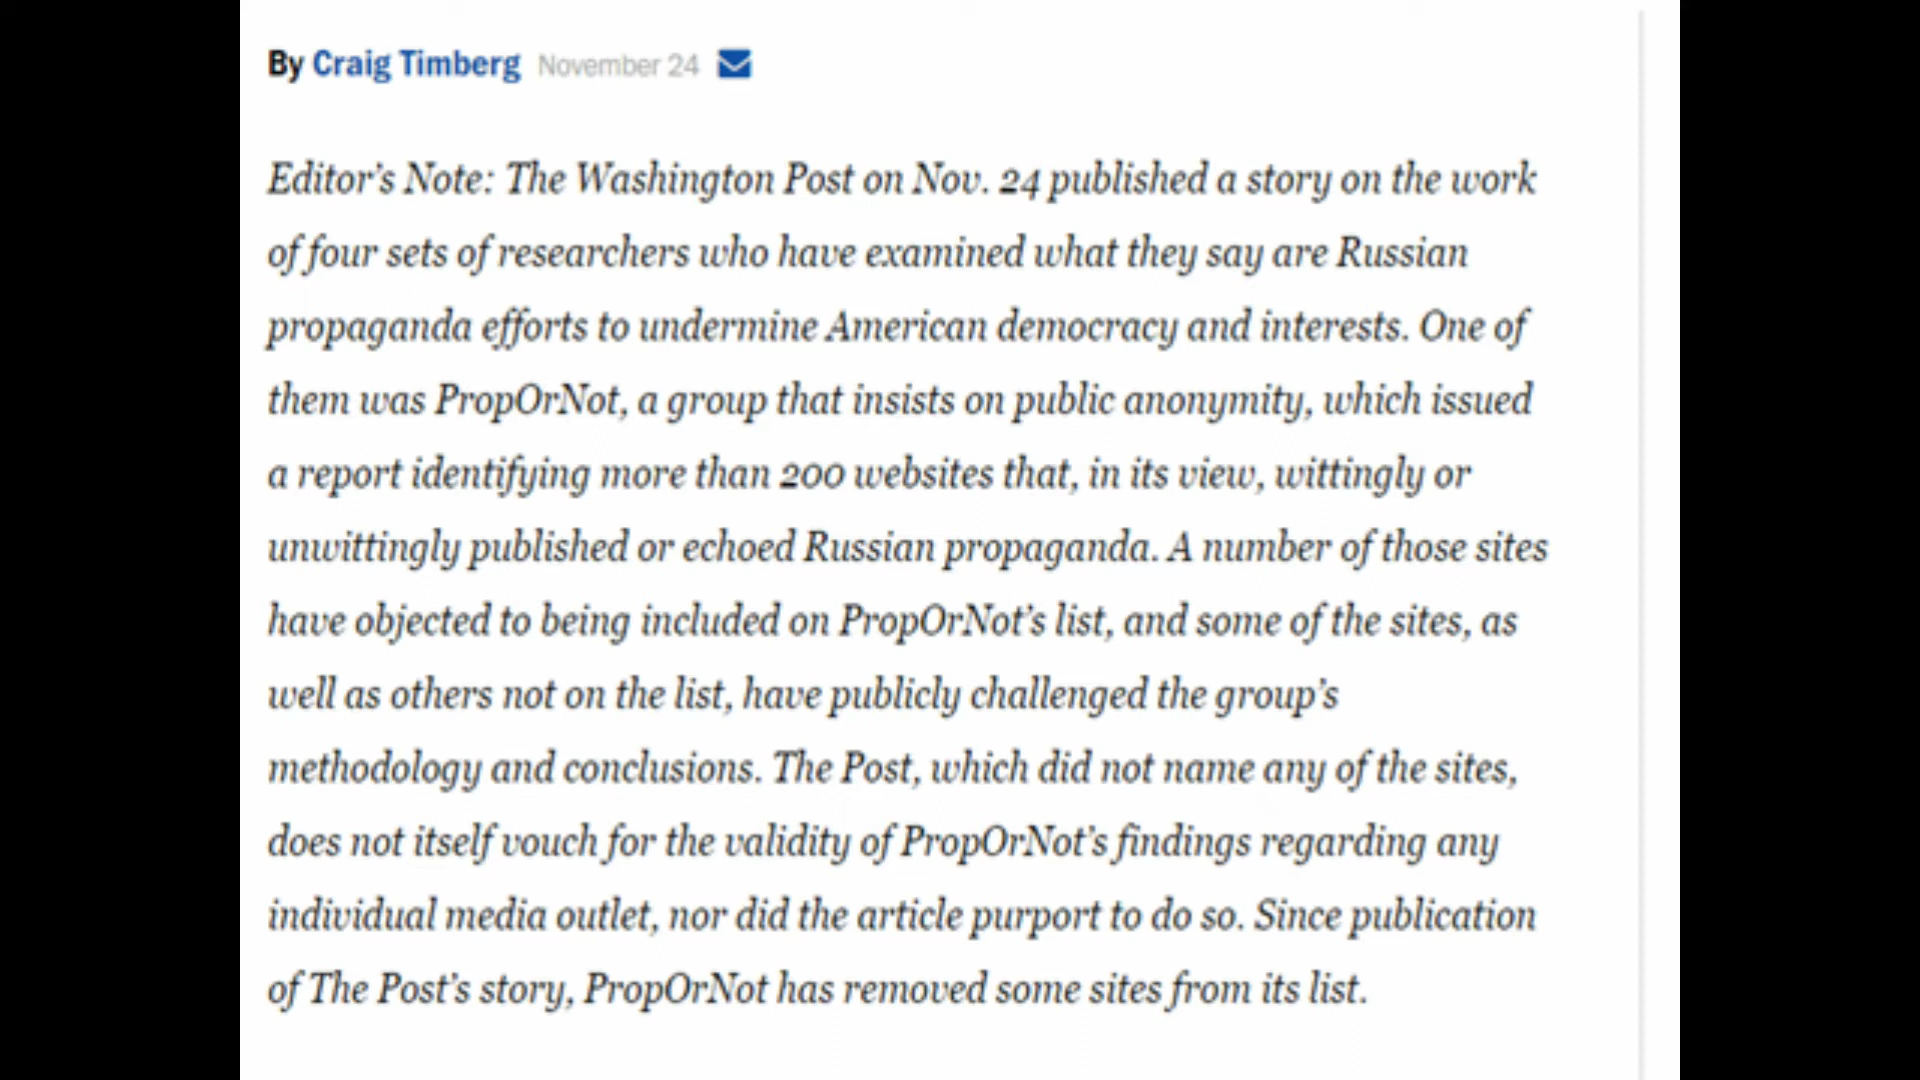 By Craig Timberg November 24
Editor's Note: The Washington Post on Nov. 24 published a story on the work
of four sets of researchers who have examined what they say are Russian
propaganda efforts to undermine American democracy and interests. One of
them was PropOrNot, a group that insists on public anonymity, which issued
a report identifying more than 200 websites that, in its view, wittingly or
unwittingly published or echoed Russian propaganda. A number of those sites
have objected to being included on PropOrNot's list, and some of the sites, as
well as others not on the list, have publicly challenged the group's
methodology and conclusions. The Post, which did not name any of the sites,
does not itself vouch for the validity of PropOrNot's findings regarding any
individual media outlet, nor did the article purport to do so. Since publication
of The Post's story, PropOrNot has removed some sites from its list.